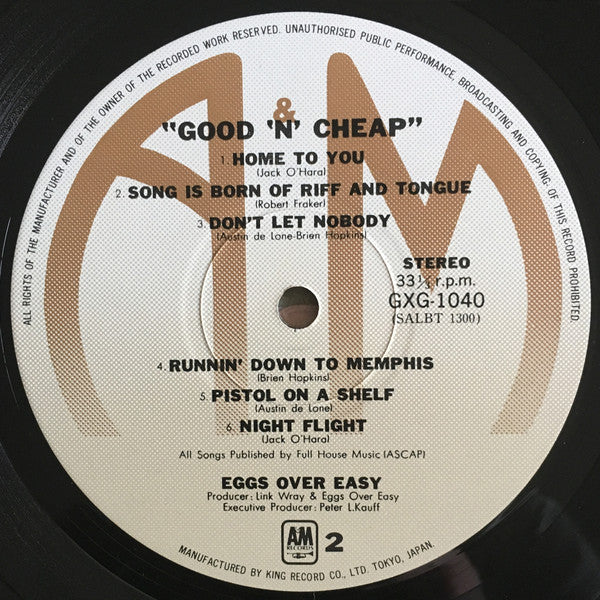 ALL RIGHTS OF THE MANUFACTURER AND OF THE OWNER OF THE RECORDED WORK RESERVED. UNAUTHORISED PUBLIC PERFORMANCE, BROADCASTING AND COPYING OF THIS RECORD PROHIBITED.
A&M
"GOOD 'N' CHEAP"
1. HOME TO YOU
(Jack O'Hara)
2. SONG IS BORN OF RIFF AND TONGUE
(Robert Fraker)
3. DON'T LET NOBODY
(Austin de Lone-Brien Hopkins)
STEREO
33 1/3 r.p.m.
GXG-1040
(SALBT 1300)
4. RUNNIN' DOWN TO MEMPHIS
(Brien Hopkins)
5. PISTOL ON A SHELF
(Austin de Lone)
6. NIGHT FLIGHT
(Jack O'Hara)
All Songs Published by Full House Music (ASCAP)
EGGS OVER EASY
Producer: Link Wray & Eggs Over Easy
Executive Producer: Peter L.Kauff
AM RECORDS 2
MANUFACTURED BY KING RECORD CO., LTD. TOKYO, JAPAN.